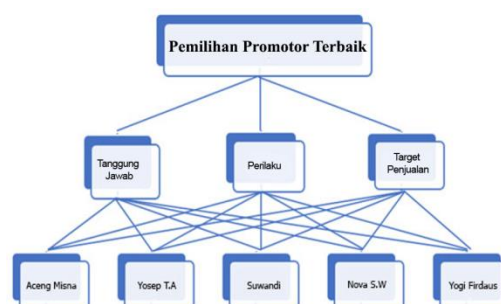 Pemilihan Promotor Terbaik
Tanggung
Jawab
Perilaku
Target
Penjualan
Aceng Misna
Yosep T.A
Suwandi
Nova S.W
Yogi Firdaus